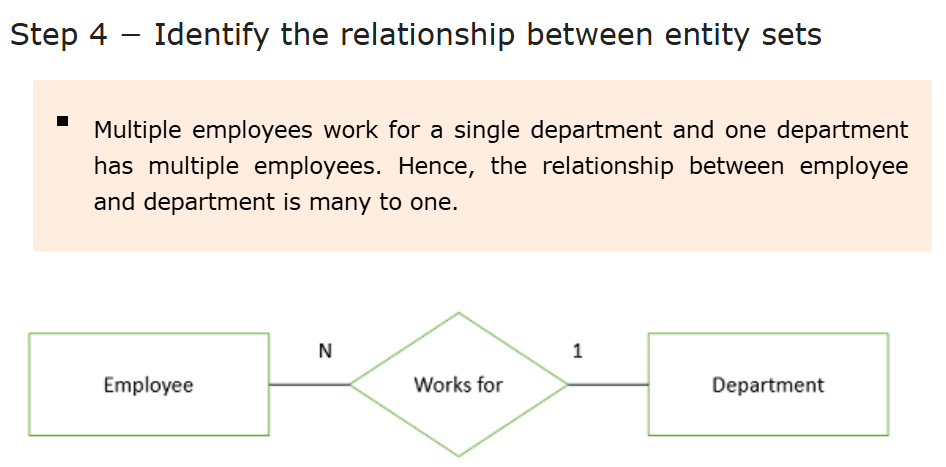 Step 4 – Identify the relationship between entity sets
▪ Multiple employees work for a single department and one department
has multiple employees. Hence, the relationship between employee
and department is many to one.
N
1
Employee
Works for
Department